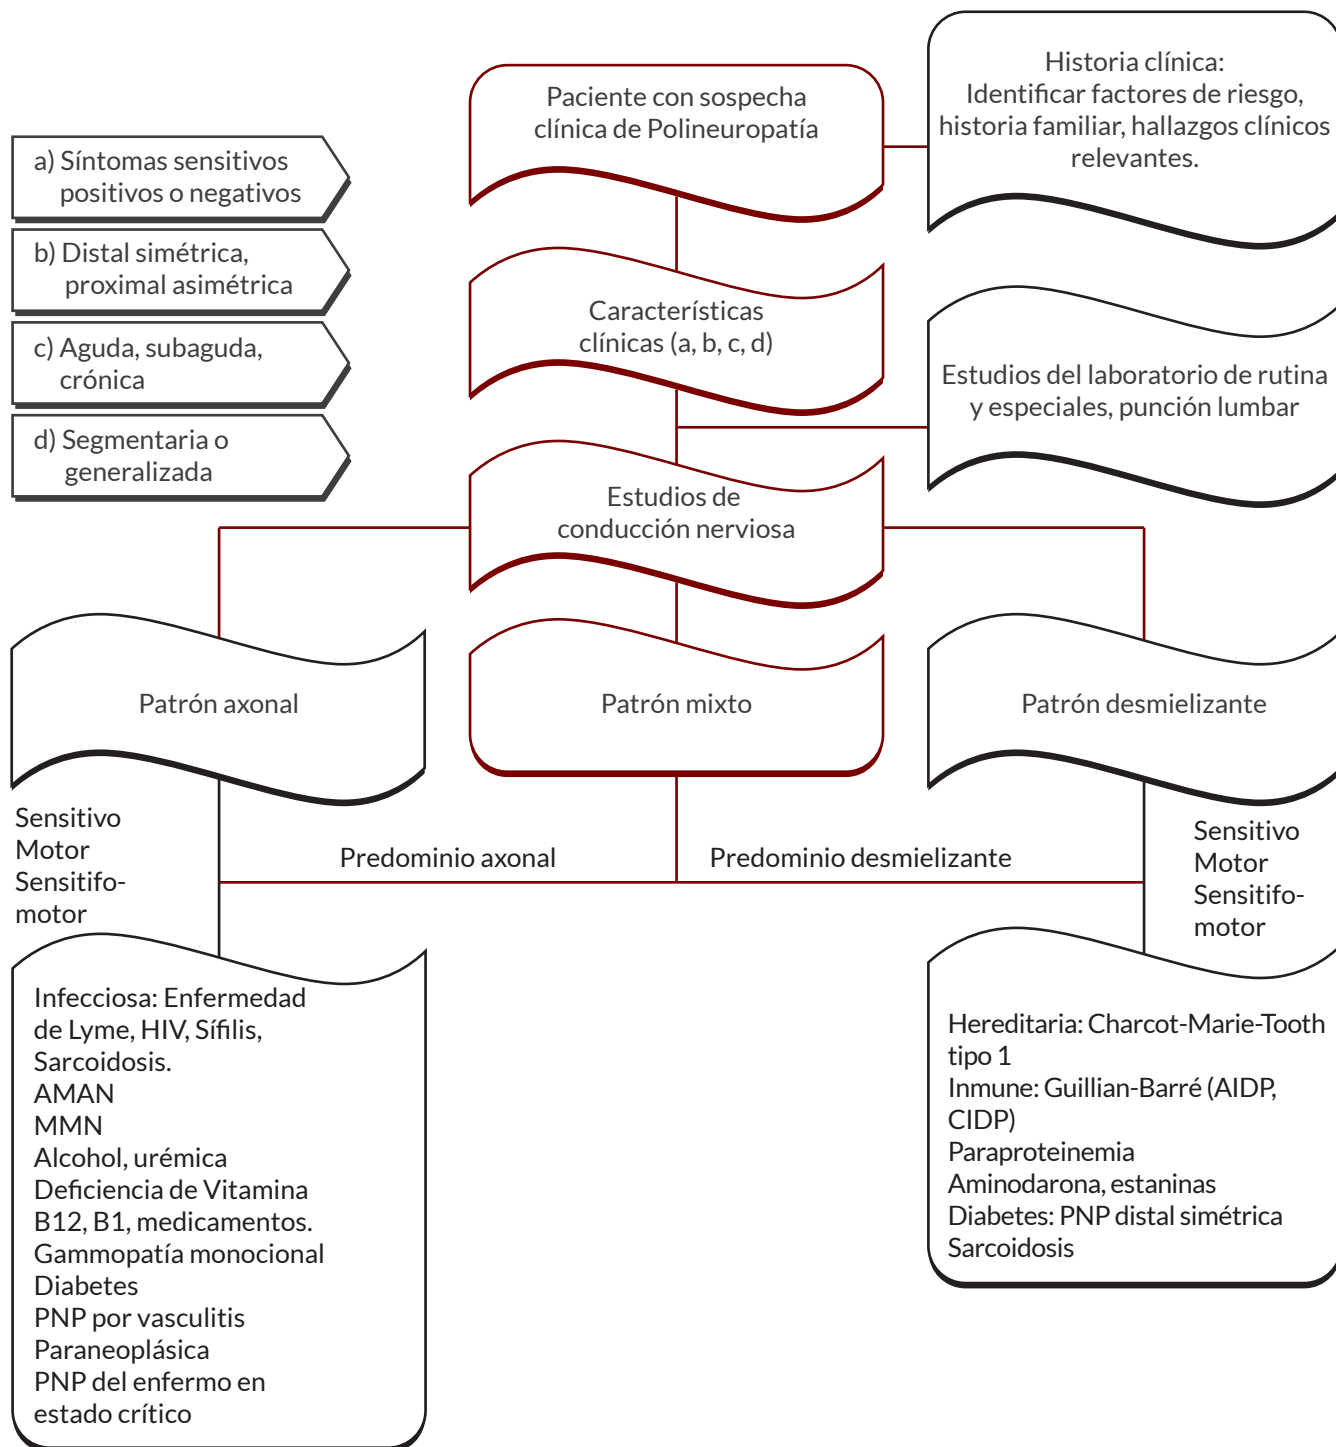 Historia clínica:
Identificar factores de riesgo,
historia familiar, hallazgos clínicos
relevantes.
Paciente con sospecha
clínica de Polineuropatía
a) Síntomas sensitivos
positivos o negativos
b) Distal simétrica,
proximal asimétrica
c) Aguda, subaguda,
crónica
d) Segmentaria o
generalizada
Características
clínicas (a, b, c, d)
Estudios del laboratorio de rutina
y especiales, punción lumbar
Estudios de
conducción nerviosa
Patrón axonal
Patrón mixto
Patrón desmielizante
Sensitivo
Motor
Sensitifo-
motor
Predominio axonal
Predominio desmielizante
Sensitivo
Motor
Sensitifo-
motor
Infecciosa: Enfermedad
de Lyme, HIV, Sífilis,
Sarcoidosis.
AMAN
MMN
Alcohol, urémica
Deficiencia de Vitamina
B12, B1, medicamentos.
Gammopatía monocional
Diabetes
PNP por vasculitis
Paraneoplásica
PNP del enfermo en
estado crítico
Hereditaria: Charcot-Marie-Tooth
tipo 1
Inmune: Guillian-Barré (AIDP,
CIDP)
Paraproteinemia
Aminodarona, estaninas
Diabetes: PNP distal simétrica
Sarcoidosis